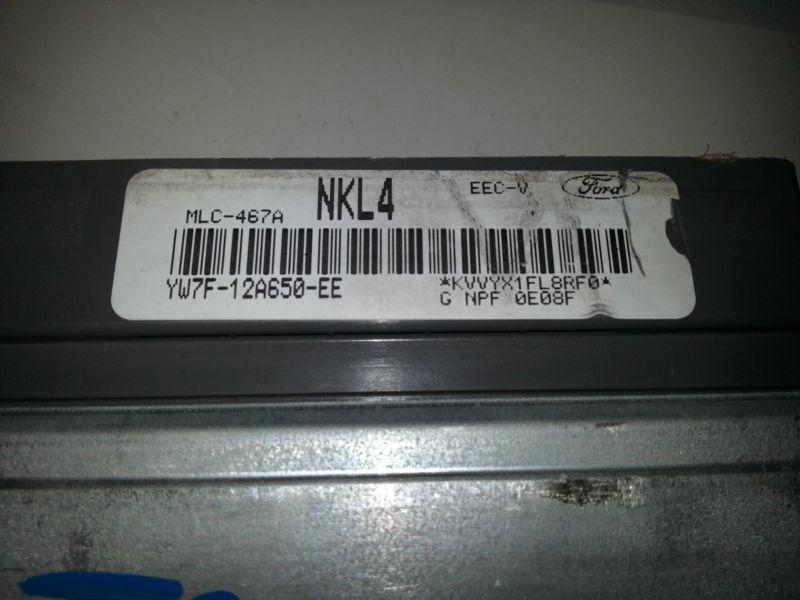 NKL4 EEC-V Ford
MLC-467A
YW7F-12A650-EE *KVVYX1FL8RF0*
G NPF 0E08F